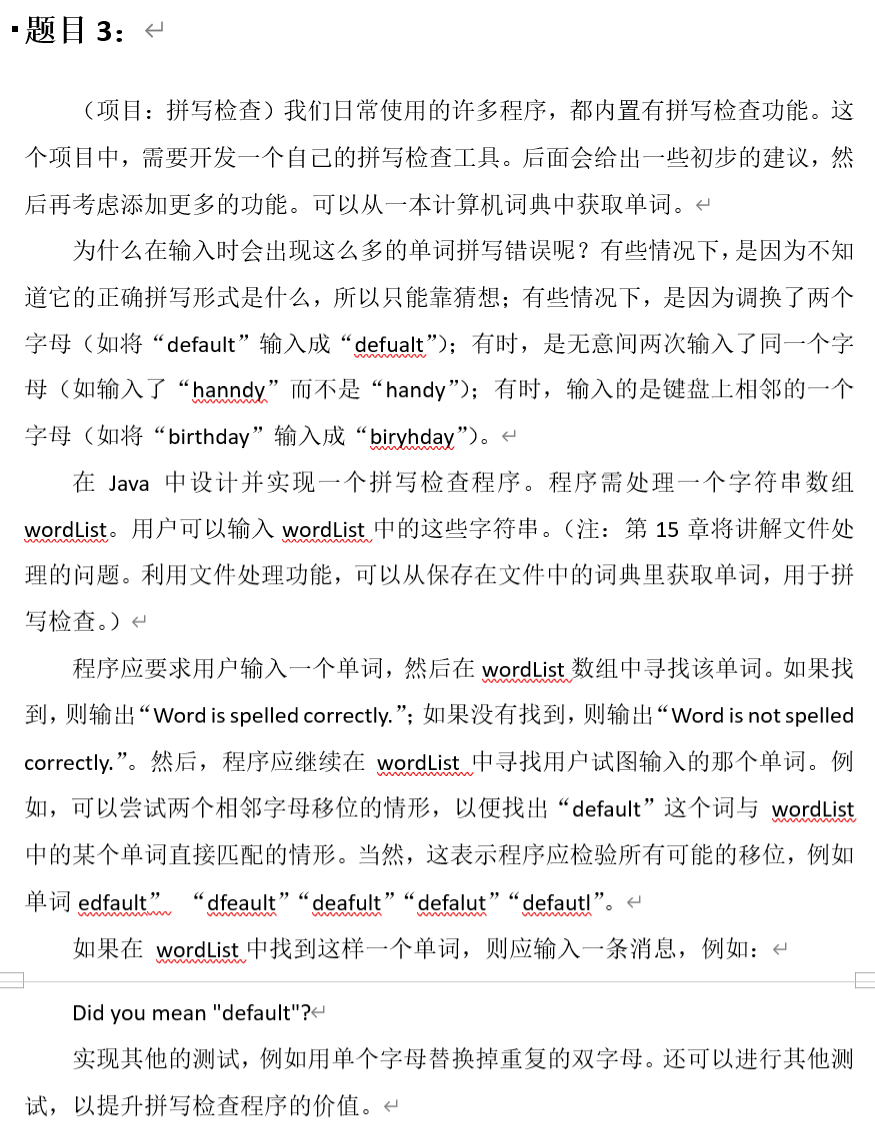 题目 3：
（项目：拼写检查）我们日常使用的许多程序，都内置有拼写检查功能。这
个项目中，需要开发一个自己的拼写检查工具。后面会给出一些初步的建议，然
后再考虑添加更多的功能。可以从一本计算机词典中获取单词。
为什么在输入时会出现这么多的单词拼写错误呢？有些情况下，是因为不知
道它的正确拼写形式是什么，所以只能靠猜想；有些情况下，是因为调换了两个
字母（如将“default”输入成“defualt”）；有时，是无意间两次输入了同一个字
母（如输入了“hanndy”而不是“handy”）；有时，输入的是键盘上相邻的一个
字母（如将“birthday”输入成“biryhday”）。
在 Java 中设计并实现一个拼写检查程序。程序需处理一个字符串数组
wordList。用户可以输入 wordList 中的这些字符串。（注：第 15 章将讲解文件处
理的问题。利用文件处理功能，可以从保存在文件中的词典里获取单词，用于拼
写检查。）
程序应要求用户输入一个单词，然后在 wordList 数组中寻找该单词。如果找
到，则输出“Word is spelled correctly.”；如果没有找到，则输出“Word is not spelled
correctly.”。然后，程序应继续在 wordList 中寻找用户试图输入的那个单词。例
如，可以尝试两个相邻字母移位的情形，以便找出“default”这个词与 wordList
中的某个单词直接匹配的情形。当然，这表示程序应检验所有可能的移位，例如
单词 edfault” “dfeault”“deafult”“defalut”“defautl”。
如果在 wordList 中找到这样一个单词，则应输入一条消息，例如：
Did you mean "default"?
实现其他的测试，例如用单个字母替换掉重复的双字母。还可以进行其他测
试，以提升拼写检查程序的价值。